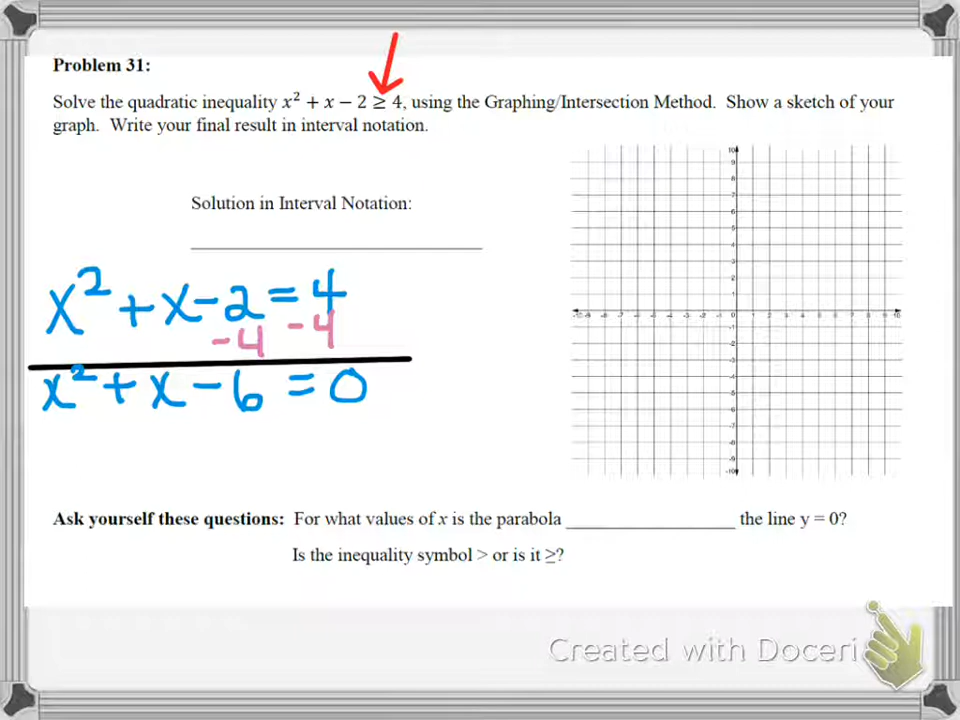 Problem 31:
Solve the quadratic inequality x² + x − 2 ≥ 4, using the Graphing/Intersection Method. Show a sketch of your
graph. Write your final result in interval notation.
Solution in Interval Notation:
x² + x - 2 = 4
-4 -4
x² + x - 6 = 0
Ask yourself these questions: For what values of x is the parabola _________________ the line y = 0?
Is the inequality symbol > or is it ≥?
Created with Doceri